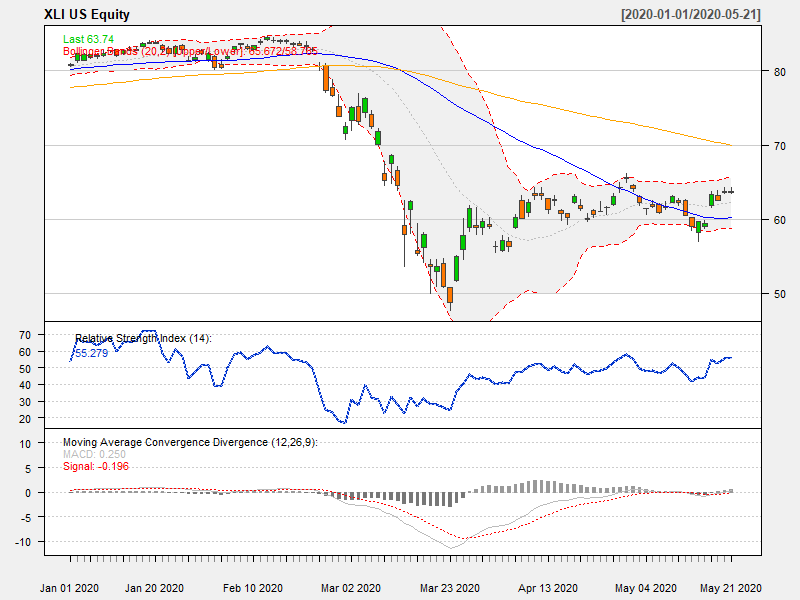 XLI US Equity [2020-01-01/2020-05-21]
Last 63.74
Bollinger Bands (20,2) [Upper/Lower]: 65.672/58.785
80
70
60
50
Relative Strength Index (14):
55.279
70
60
50
40
30
20
Moving Average Convergence Divergence (12,26,9):
MACD: 0.250
Signal: -0.196
10
5
0
-5
-10
Jan 01 2020 Jan 20 2020 Feb 10 2020 Mar 02 2020 Mar 23 2020 Apr 13 2020 May 04 2020 May 21 2020